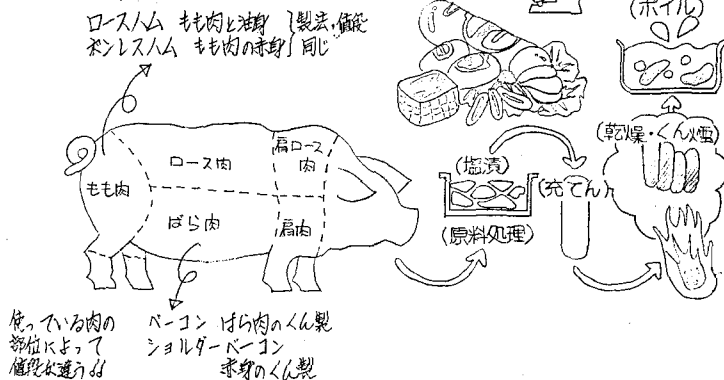 ロースハム もも肉と油身 }製法、値段
ボンレスハム もも肉の赤身} 同じ
(ボイル)
(乾燥・くん煙)
(塩漬)
(充てん)
(原料処理)
もも肉
ロース肉
肩ロース
肉
ばら肉
肩肉
使っている肉の
部位によって
値段が違うよ
ベーコン ばら肉のくん製
ショルダーベーコン
赤身のくん製